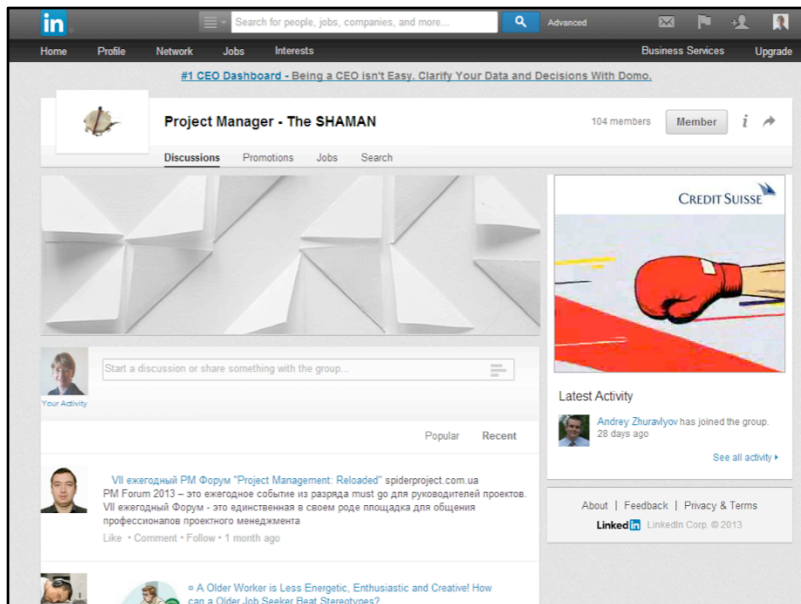 in
Search for people, jobs, companies, and more...
Advanced
Home Profile Network Jobs Interests Business Services Upgrade
#1 CEO Dashboard - Being a CEO isn't Easy. Clarify Your Data and Decisions With Domo.
Project Manager - The SHAMAN
104 members
Member
i
Discussions Promotions Jobs Search
CREDIT SUISSE
Start a discussion or share something with the group...
Your Activity
Popular Recent
VII ежегодный РМ Форум "Project Management: Reloaded" spiderproject.com.ua
PM Forum 2013 – это ежегодное событие из разряда must go для руководителей проектов.
VII ежегодный Форум - это единственная в своем роде площадка для общения
профессионалов проектного менеджмента
Like • Comment • Follow • 1 month ago
¤ A Older Worker is Less Energetic, Enthusiastic and Creative! How
can a Older Job Seeker Beat Stereotypes?
Latest Activity
Andrey Zhuravlyov has joined the group.
28 days ago
See all activity
About | Feedback | Privacy & Terms
Linked in LinkedIn Corp. © 2013